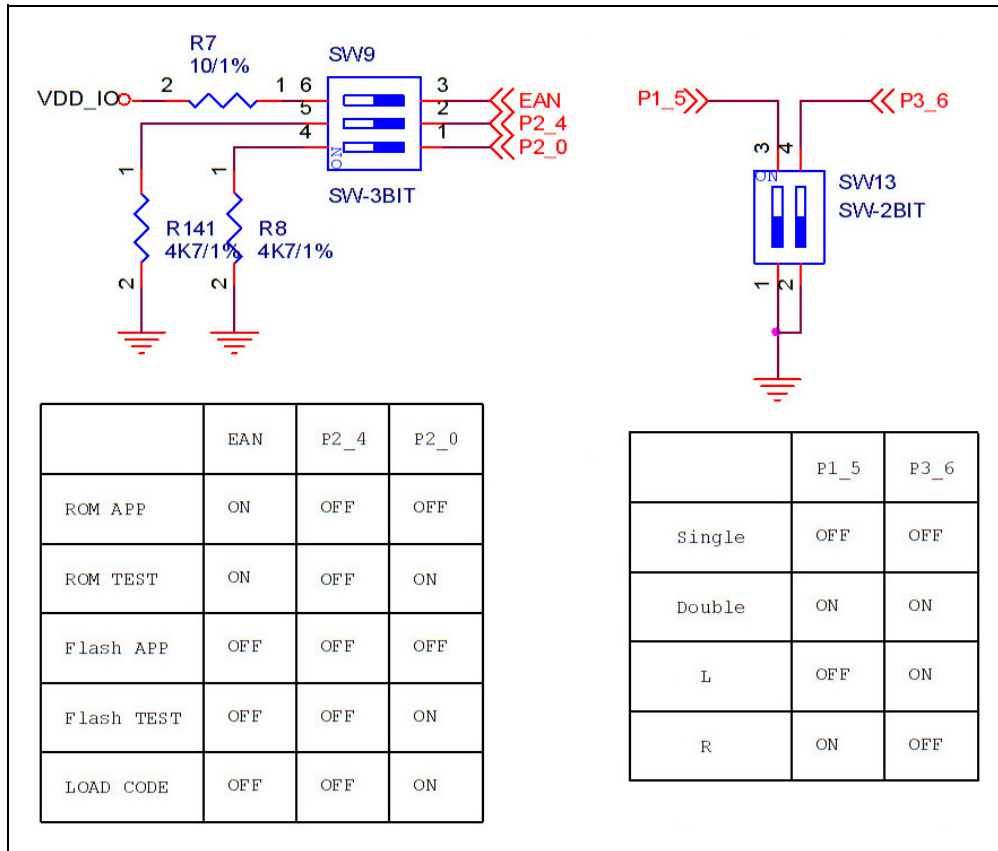 R7
10/1%
SW9
VDD_IO
2
1
6
5
4
3
2
1
EAN
P2_4
P2_0
ON
SW-3BIT
1
1
R141
4K7/1%
R8
4K7/1%
2
2
P1_5
P3_6
3
4
ON
SW13
SW-2BIT
1
2
EAN P2_4 P2_0
ROM APP ON OFF OFF
ROM TEST ON OFF ON
Flash APP OFF OFF OFF
Flash TEST OFF OFF ON
LOAD CODE OFF OFF ON
P1_5 P3_6
Single OFF OFF
Double ON ON
L OFF ON
R ON OFF